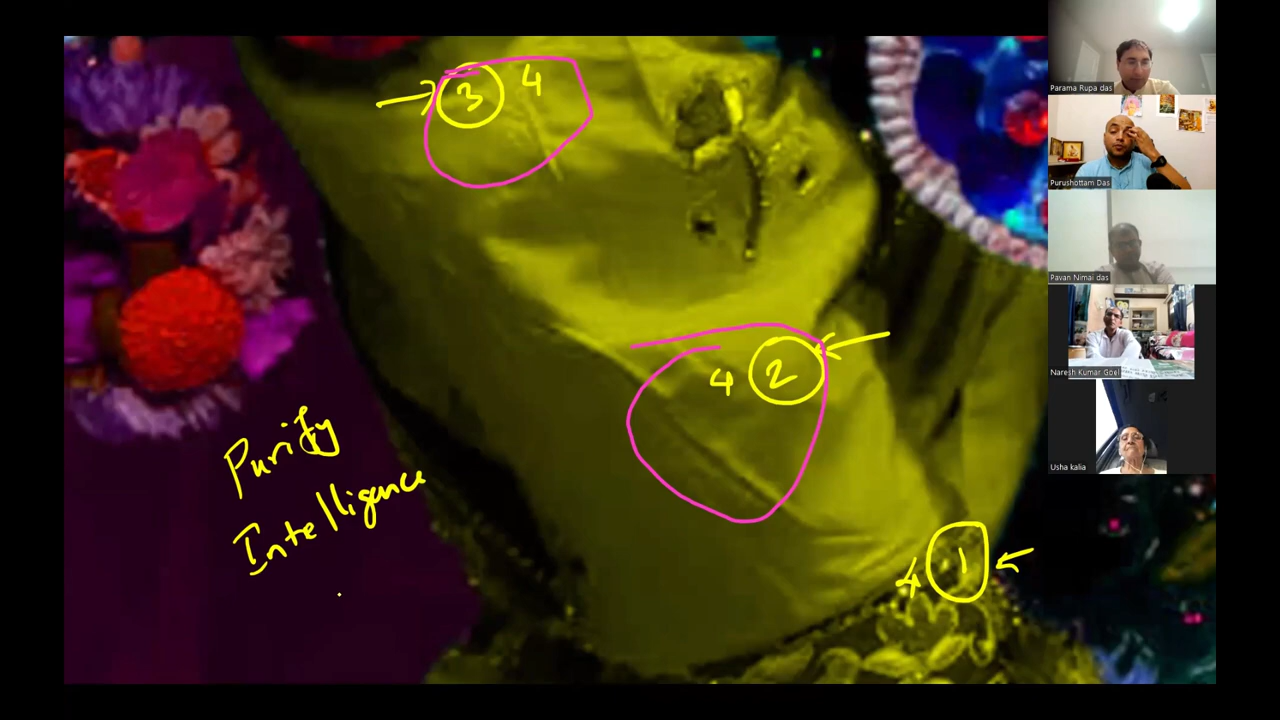 3 4
4 2
Purify
Intelligence
4 1
Parama Rupa das
Purushottam Das
Pavan Nimai das
Naresh Kumar Goel
Usha kalia